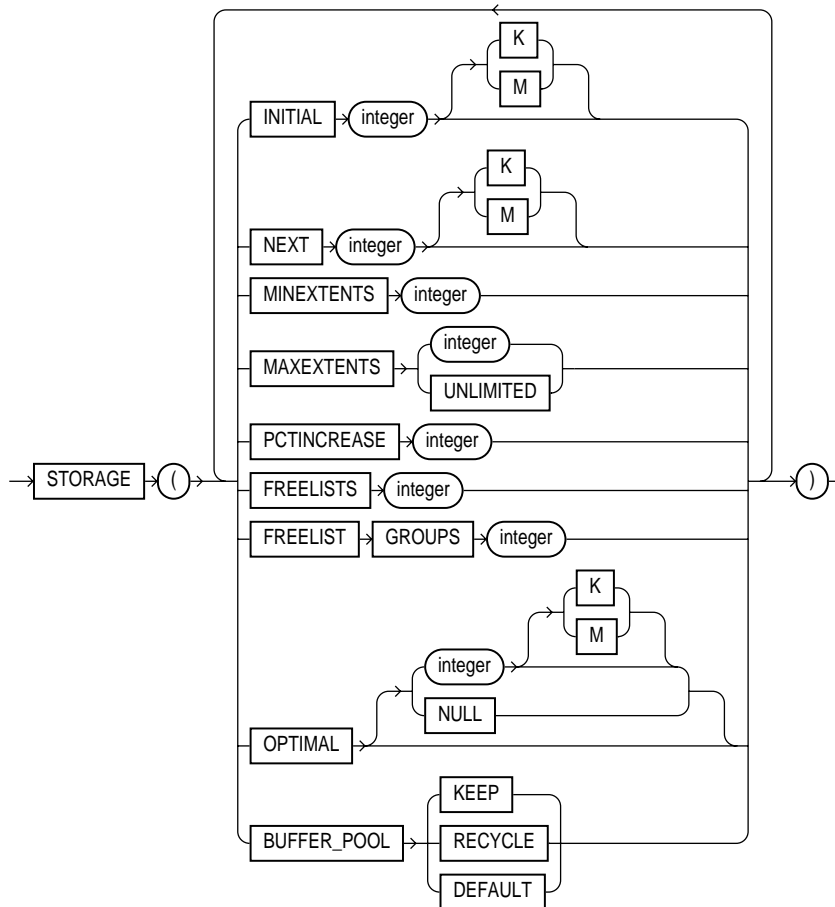 K
M
INITIAL integer
K
M
NEXT integer
MINEXTENTS integer
integer
MAXEXTENTS
UNLIMITED
PCTINCREASE integer
STORAGE ( )
FREELISTS integer
FREELIST GROUPS integer
K
M
integer
NULL
OPTIMAL
KEEP
BUFFER_POOL RECYCLE
DEFAULT